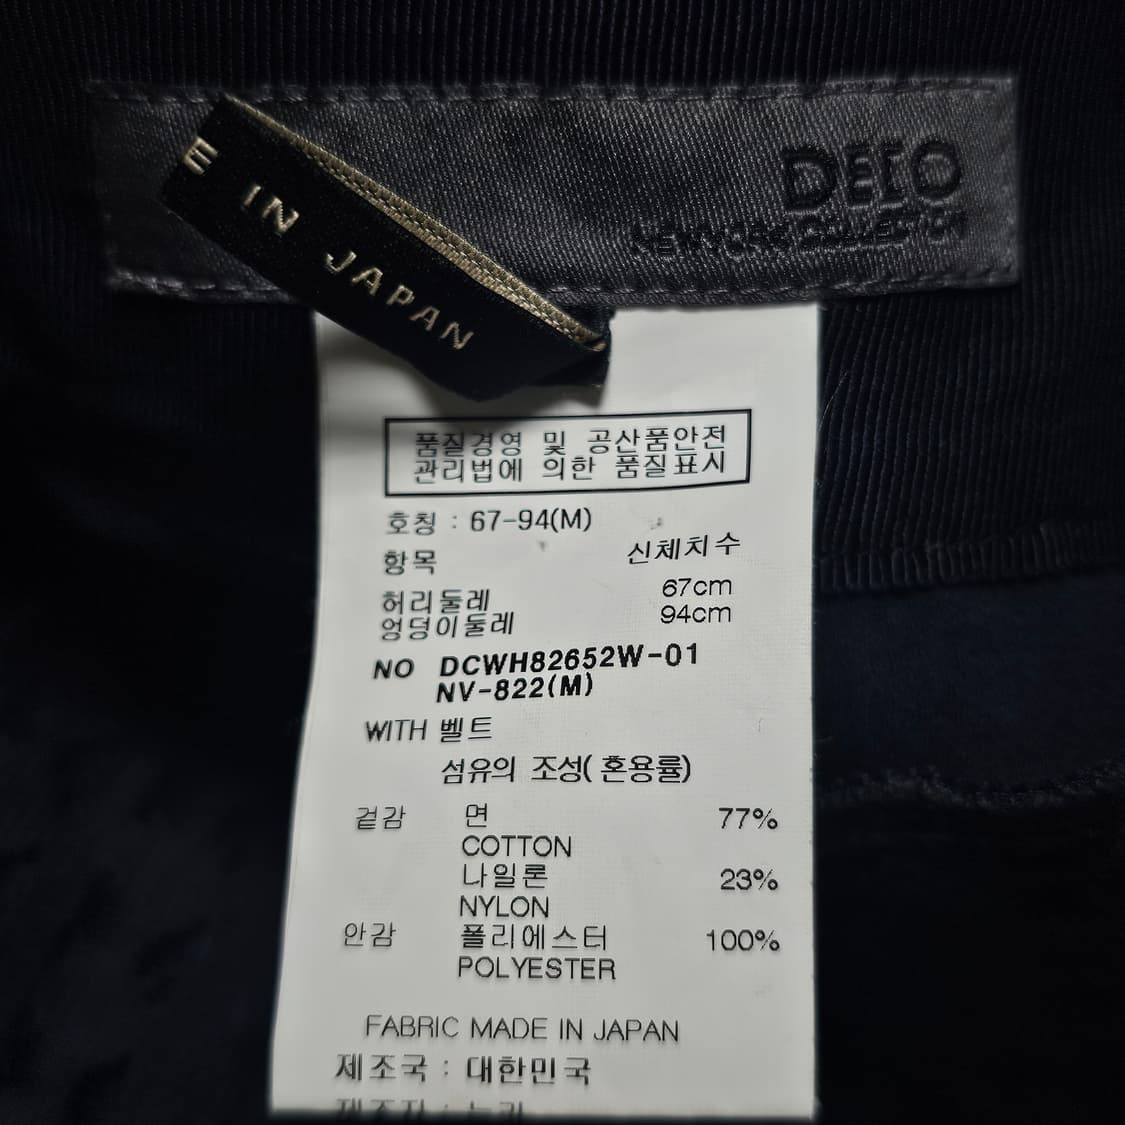 DECO
NEWYORK COLLECTION
E IN JAPAN
품질경영 및 공산품안전
관리법에 의한 품질표시
호칭 : 67-94(M)
항목 신체치수
허리둘레 67cm
엉덩이둘레 94cm
NO DCWH82652W-01
NV-822(M)
WITH 벨트
섬유의 조성( 혼용률)
겉감 면 77%
COTTON
나일론 23%
NYLON
안감 폴리에스터 100%
POLYESTER
FABRIC MADE IN JAPAN
제조국 : 대한민국